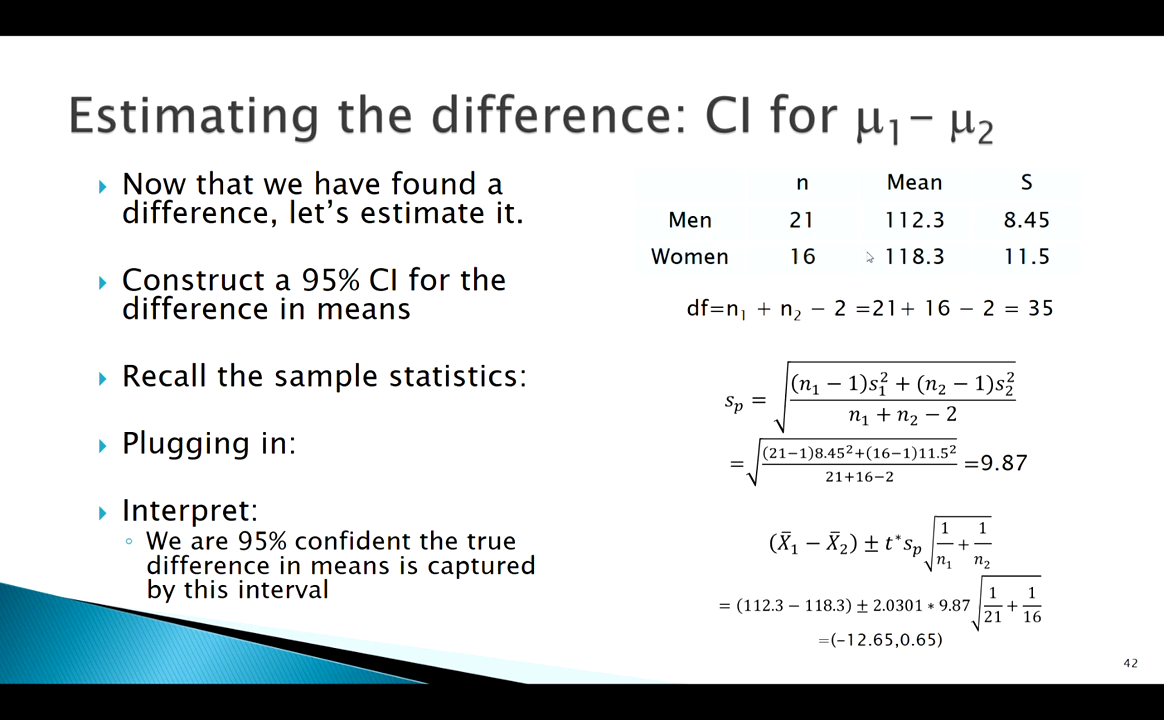 Estimating the difference: CI for μ₁– μ₂
Now that we have found a
difference, let's estimate it.
Construct a 95% CI for the
difference in means
Recall the sample statistics:
Plugging in:
Interpret:
We are 95% confident the true
difference in means is captured
by this interval
n Mean S
Men 21 112.3 8.45
Women 16 118.3 11.5
df=n₁ + n₂ − 2 =21+ 16 − 2 = 35
sₚ = √(((n₁ − 1)s₁² + (n₂ − 1)s₂²)/(n₁ + n₂ − 2))
=√(((21−1)8.45²+(16−1)11.5²)/(21+16−2)) =9.87
(X̄₁ − X̄₂) ± t*sₚ√(1/n₁ + 1/n₂)
= (112.3 − 118.3) ± 2.0301 ∗ 9.87√(1/21 + 1/16)
=(-12.65,0.65)
42